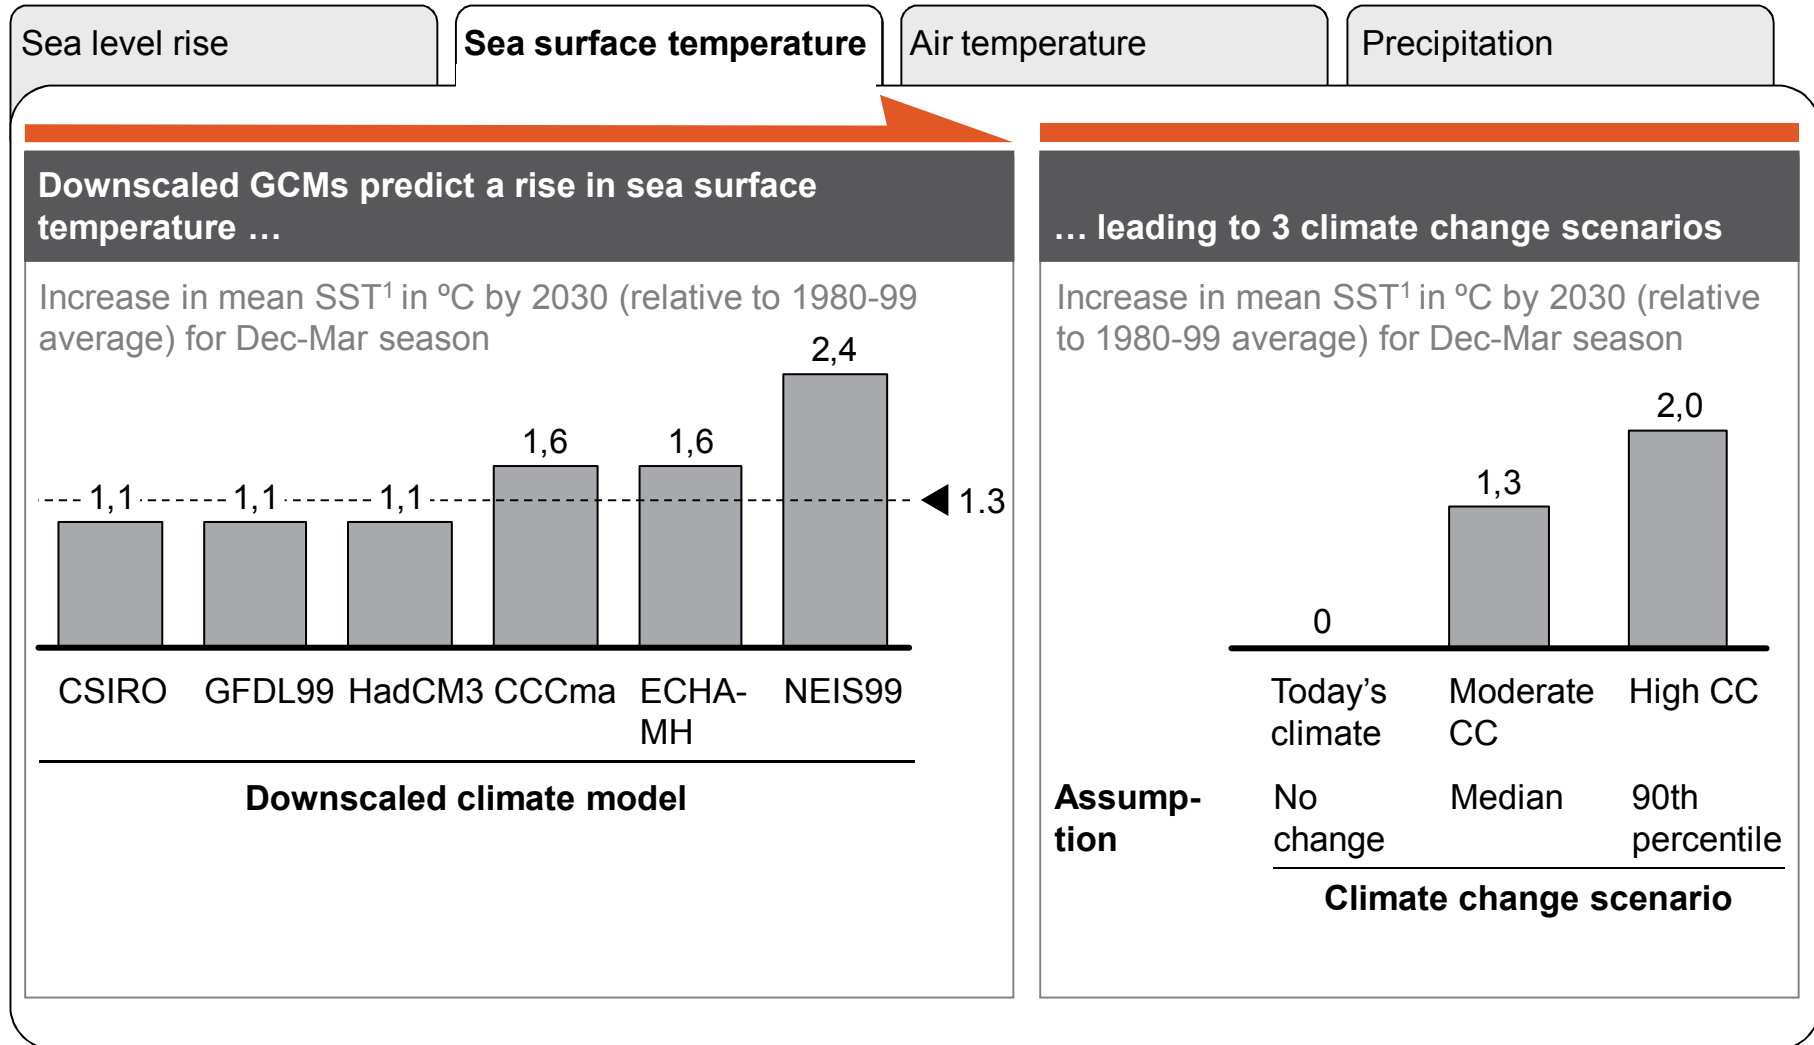 Sea level rise
Sea surface temperature
Air temperature
Precipitation
Downscaled GCMs predict a rise in sea surface
temperature …
Increase in mean SST¹ in ºC by 2030 (relative to 1980-99
average) for Dec-Mar season
2,4
1,6
1,6
1,1
1,1
1,1
1.3
CSIRO
GFDL99
HadCM3
CCCma
ECHA-
MH
NEIS99
Downscaled climate model
… leading to 3 climate change scenarios
Increase in mean SST¹ in ºC by 2030 (relative
to 1980-99 average) for Dec-Mar season
2,0
1,3
0
Today’s
climate
Moderate
CC
High CC
Assump-
tion
No
change
Median
90th
percentile
Climate change scenario